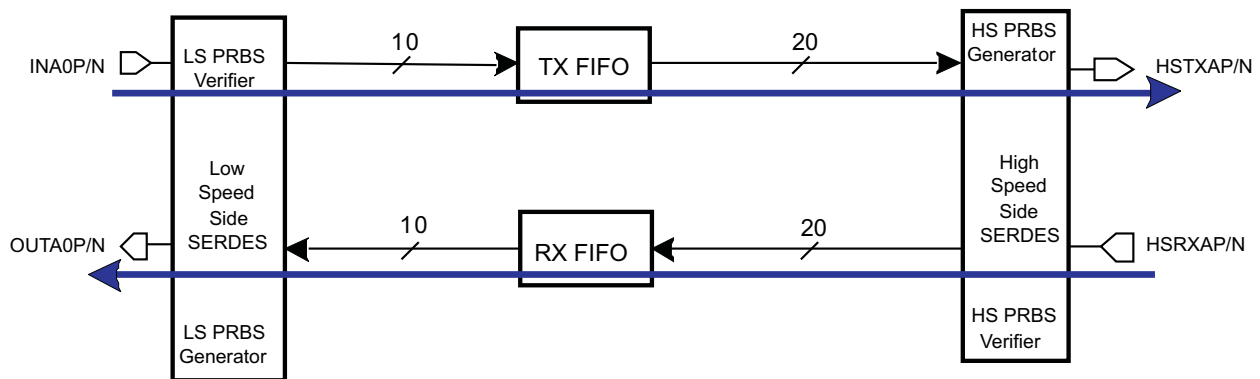 INA0P/N
LS PRBS
Verifier
10
TX FIFO
20
HS PRBS
Generator
HSTXAP/N
Low
Speed
Side
SERDES
High
Speed
Side
SERDES
OUTA0P/N
10
RX FIFO
20
HSRXAP/N
LS PRBS
Generator
HS PRBS
Verifier